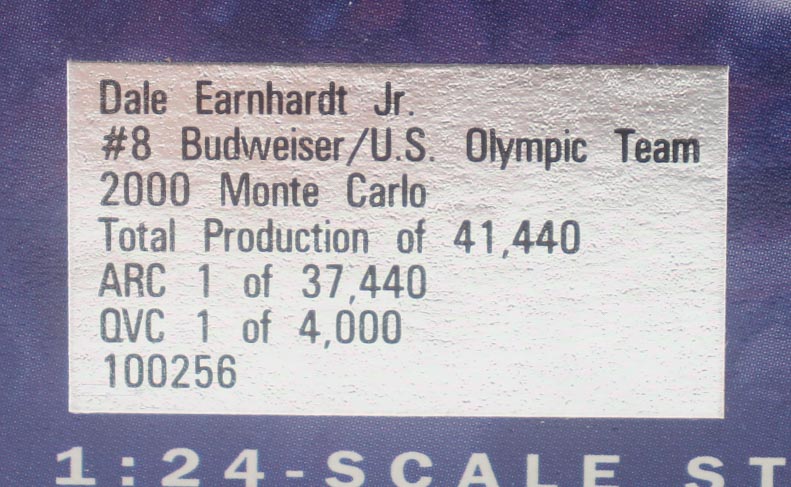 Dale Earnhardt Jr.
#8 Budweiser/U.S. Olympic Team
2000 Monte Carlo
Total Production of 41,440
ARC 1 of 37,440
QVC 1 of 4,000
100256
1:24-SCALE ST